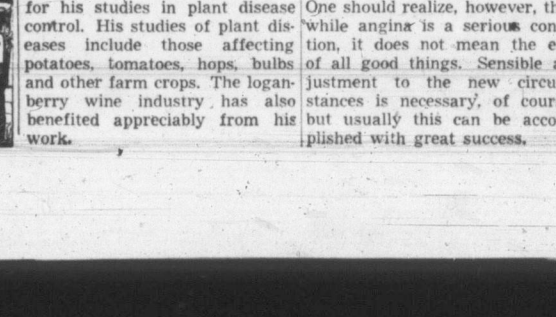 for his studies in plant disease
control. His studies of plant dis-
eases include those affecting
potatoes, tomatoes, hops, bulbs
and other farm crops. The logan-
berry wine industry has also
benefited appreciably from his
work.
One should realize, however, th
while angina is a serious con
tion, it does not mean the e
of all good things. Sensible a
justment to the new circu
stances is necessary, of cour
but usually this can be acco
plished with great success.